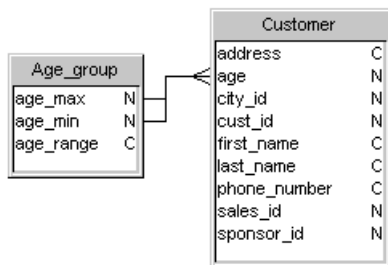 Age_group
age_max N
age_min N
age_range C
Customer
address C
age N
city_id N
cust_id N
first_name C
last_name C
phone_number C
sales_id N
sponsor_id N